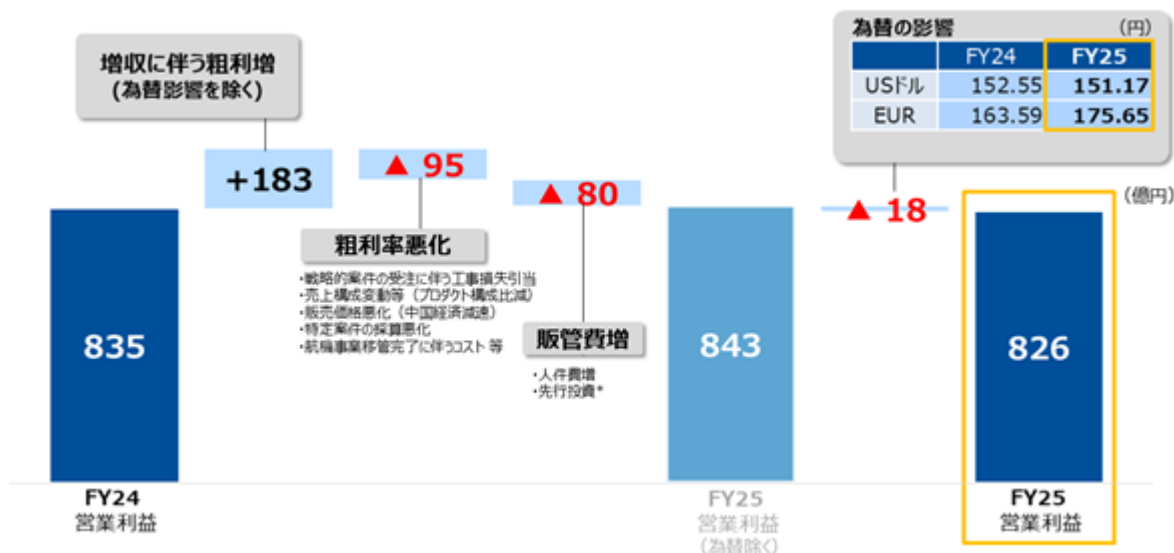 増収に伴う粗利増
(為替影響を除く)
為替の影響 (円)
FY24 FY25
USドル 152.55 151.17
EUR 163.59 175.65
(億円)
+183
▲ 95
▲ 80
▲ 18
粗利率悪化
・戦略的案件の受注に伴う工事損失引当
・売上構成変動等（プロダクト構成比減）
・販売価格悪化（中国経済減速）
・特定案件の採算悪化
・航機事業移管完了に伴うコスト 等
販管費増
・人件費増
・先行投資*
835
843
826
FY24
営業利益
FY25
営業利益
(為替除く)
FY25
営業利益